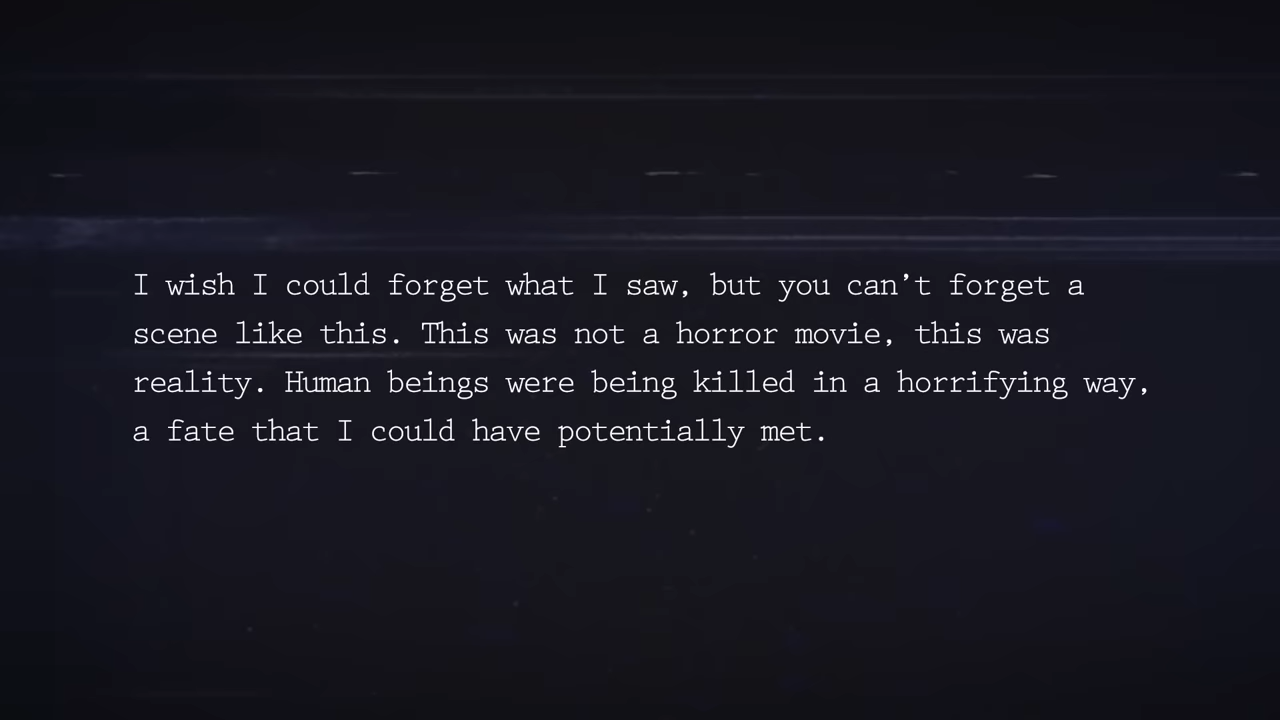 I wish I could forget what I saw, but you can’t forget a
scene like this. This was not a horror movie, this was
reality. Human beings were being killed in a horrifying way,
a fate that I could have potentially met.